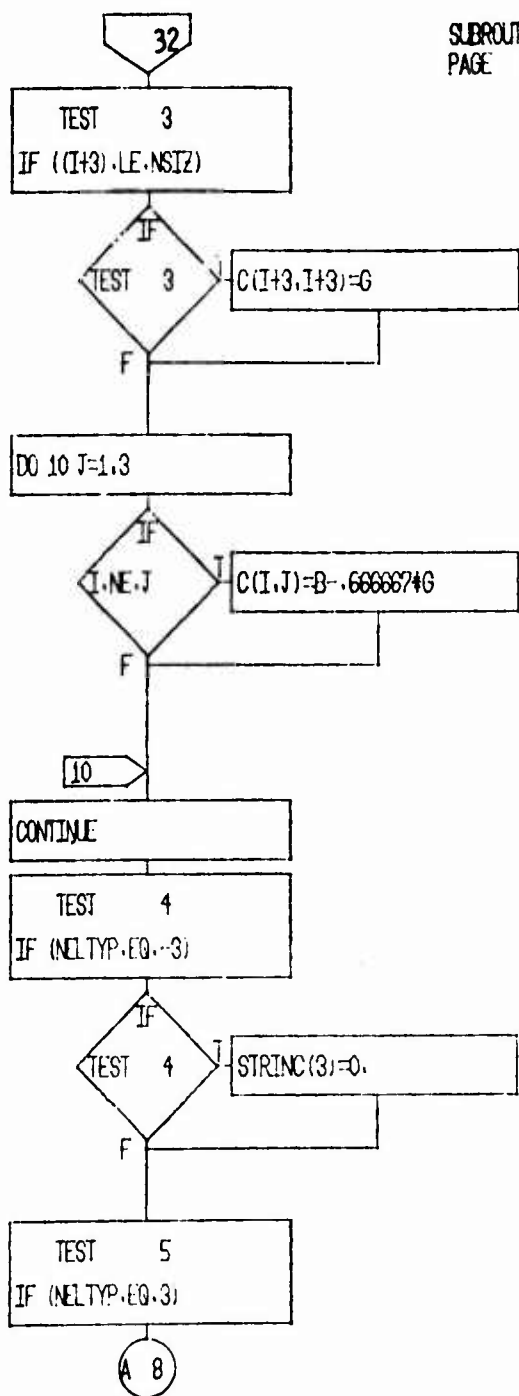 32
SUBROUT
PAGE
TEST 3
IF ((I+3).LE.NSIZ)
IF
TEST 3
T
C(I+3,I+3)=G
F
DO 10 J=1,3
IF
I.NE.J
T
C(I,J)=B-.666667*G
F
10
CONTINUE
TEST 4
IF (NELTYP.EQ.-3)
IF
TEST 4
T
STRINC(3)=0.
F
TEST 5
IF (NELTYP.EQ.3)
A 8